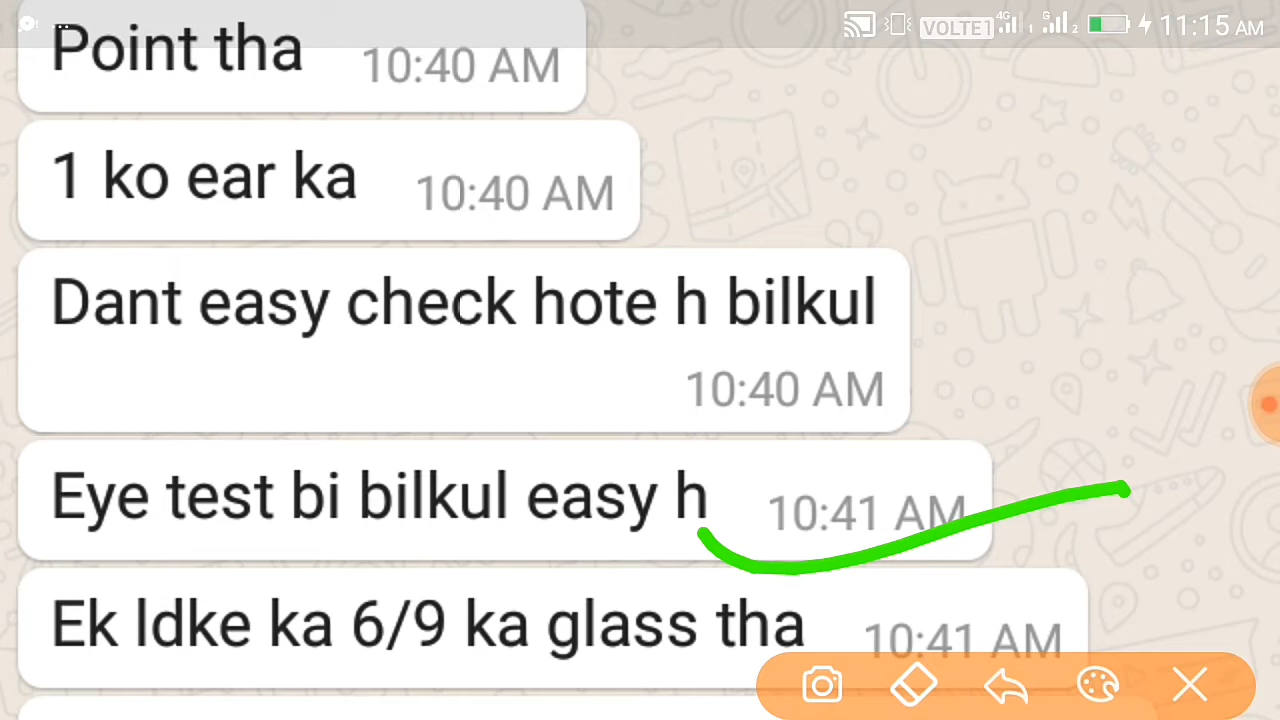 VOLTE1 4G 1 G 2 11:15 AM
Point tha 10:40 AM
1 ko ear ka 10:40 AM
Dant easy check hote h bilkul
10:40 AM
Eye test bi bilkul easy h 10:41 AM
Ek ldke ka 6/9 ka glass tha 10:41 AM